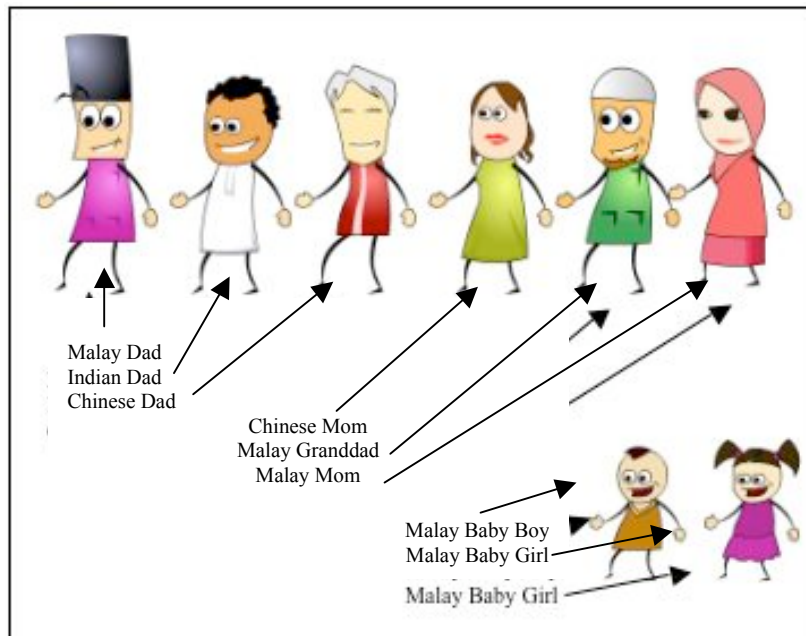 Malay Dad
Indian Dad
Chinese Dad
Chinese Mom
Malay Granddad
Malay Mom
Malay Baby Boy
Malay Baby Girl
Malay Baby Girl